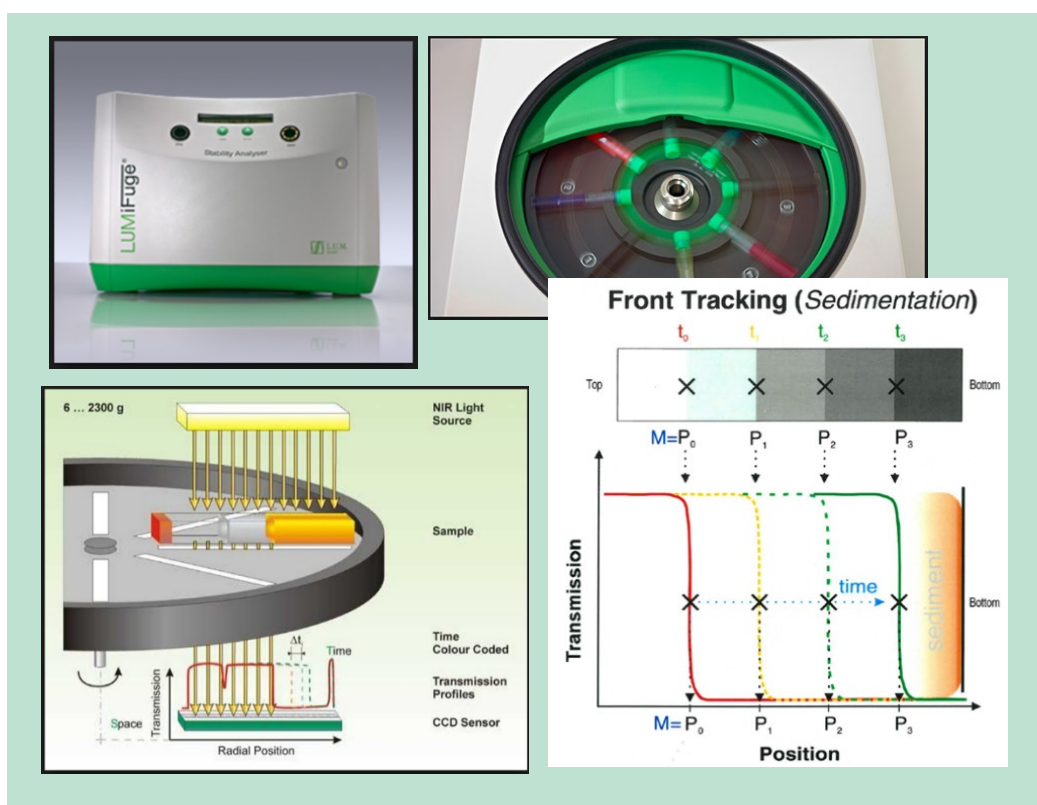 Stability Analyser
LUMiFuge®
L.U.M.
Front Tracking (Sedimentation)
t₀ t₁ t₂ t₃
Top
Bottom
M=P₀ P₁ P₂ P₃
Transmission
time
sediment
Bottom
M=P₀ P₁ P₂ P₃
Position
6 ... 2300 g
NIR Light
Source
Sample
Time
Colour Coded
Δt
Time
Transmission
Profiles
Transmission
CCD Sensor
Space
Radial Position